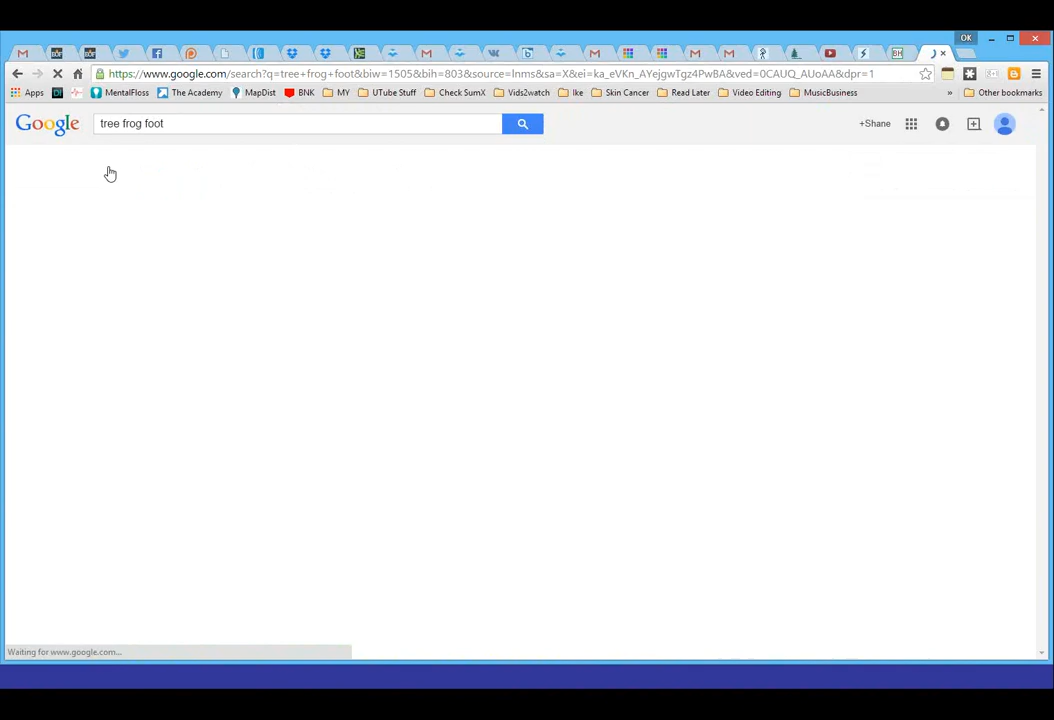 OK
https://www.google.com/search?q=tree+frog+foot&biw=1505&bih=803&source=lnms&sa=X&ei=ka_eVKn_AYejgwTgz4PwBA&ved=0CAUQ_AUoAA&dpr=1
Apps MentalFloss The Academy MapDist BNK MY UTube Stuff Check SumX Vids2watch Ike Skin Cancer Read Later Video Editing MusicBusiness » Other bookmarks
Google tree frog foot +Share
Waiting for www.google.com...